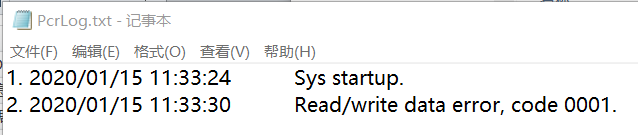 PcrLog.txt - 记事本
文件(F) 编辑(E) 格式(O) 查看(V) 帮助(H)
1. 2020/01/15 11:33:24 Sys startup.
2. 2020/01/15 11:33:30 Read/write data error, code 0001.